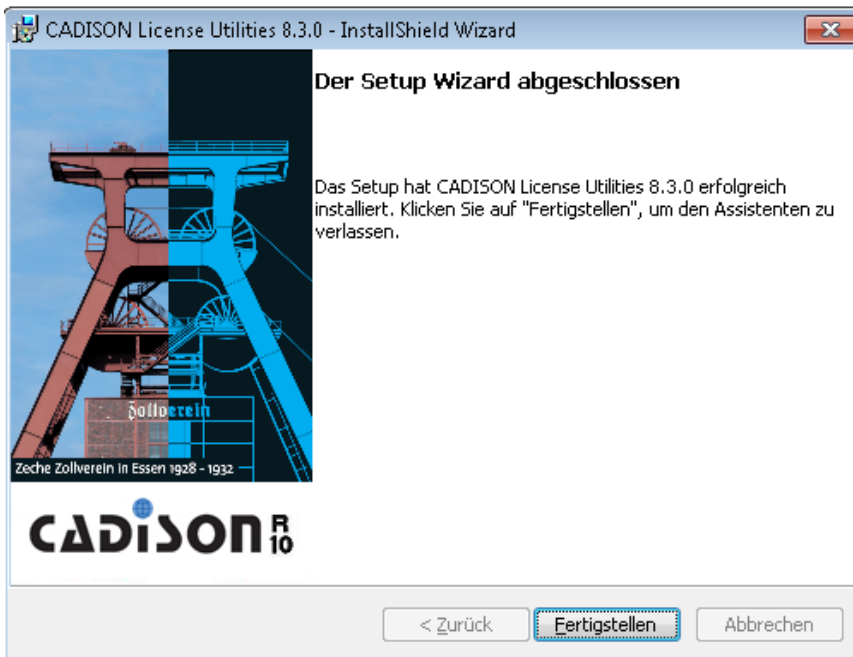 CADISON License Utilities 8.3.0 - InstallShield Wizard
Der Setup Wizard abgeschlossen
Das Setup hat CADISON License Utilities 8.3.0 erfolgreich
installiert. Klicken Sie auf "Fertigstellen", um den Assistenten zu
verlassen.
Zollverein
Zeche Zollverein in Essen 1928 - 1932
CADISON R10
< Zurück
Fertigstellen
Abbrechen